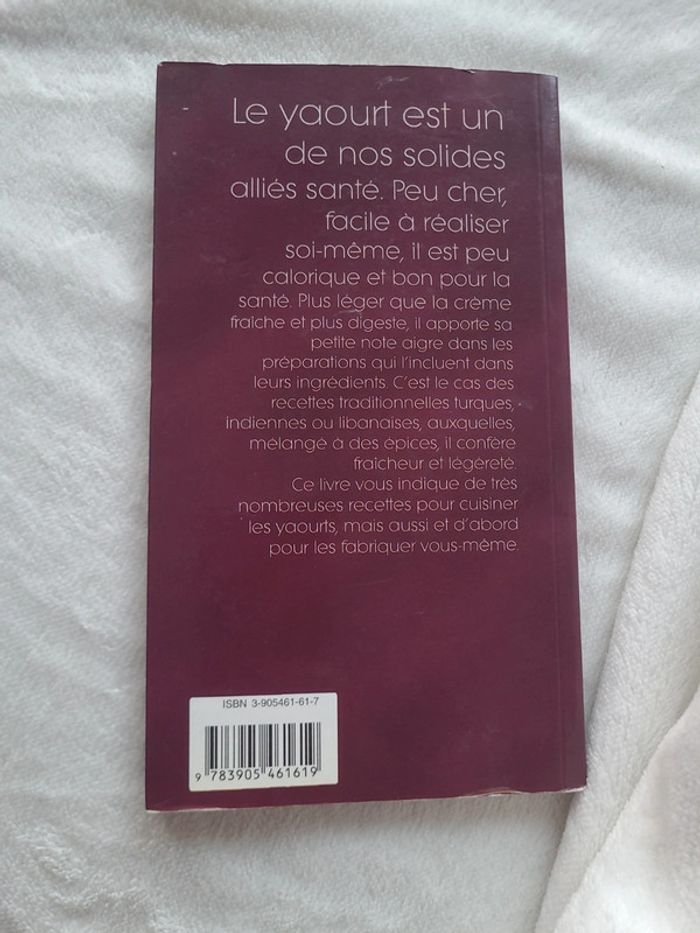 Le yaourt est un
de nos solides
alliés santé. Peu cher,
facile à réaliser
soi-même, il est peu
calorique et bon pour la
santé. Plus léger que la crème
fraîche et plus digeste, il apporte sa
petite note aigre dans les
préparations qui l'incluent dans
leurs ingrédients. C'est le cas des
recettes traditionnelles turques,
indiennes ou libanaises, auxquelles,
mélangé à des épices, il confère
fraîcheur et légèreté.
Ce livre vous indique de très
nombreuses recettes pour cuisiner
les yaourts, mais aussi et d'abord
pour les fabriquer vous-même.
ISBN 3-905461-61-7
9 783905 461619